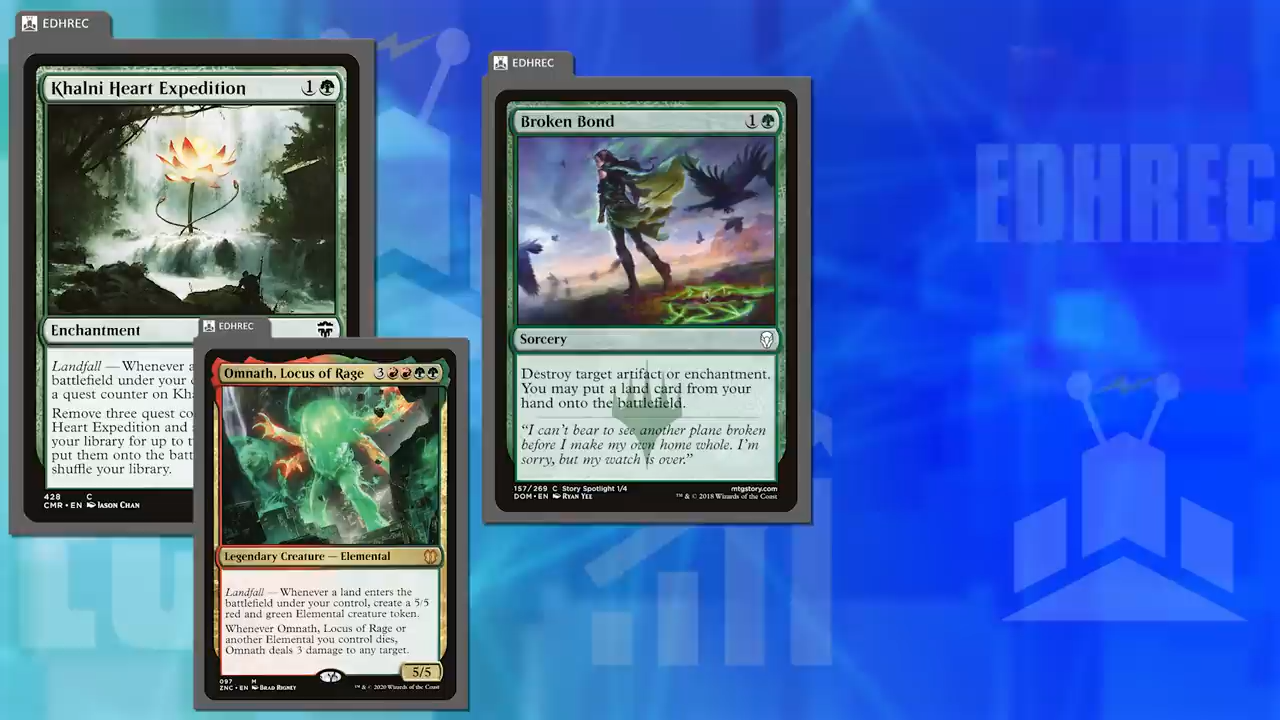 EDHREC
Khalni Heart Expedition 1
Enchantment
Landfall — Whenever a
battlefield under your
a quest counter on Kha
Remove three quest co
Heart Expedition and
your library for up to t
put them onto the batt
shuffle your library.
428 C
CMR • EN Jason Chan
EDHREC
Omnath, Locus of Rage 3
Legendary Creature — Elemental
Landfall — Whenever a land enters the
battlefield under your control, create a 5/5
red and green Elemental creature token.
Whenever Omnath, Locus of Rage or
another Elemental you control dies,
Omnath deals 3 damage to any target.
5/5
097 M
ZNC • EN Brad Rigney
™ & © 2020 Wizards of the Coast
EDHREC
Broken Bond 1
Sorcery
Destroy target artifact or enchantment.
You may put a land card from your
hand onto the battlefield.
“I can’t bear to see another plane broken
before I make my own home whole. I’m
sorry, but my watch is over.”
157/269 C Story Spotlight 1/4
mtgstory.com
DOM • EN Ryan Yee
™ & © 2018 Wizards of the Coast
EDHREC